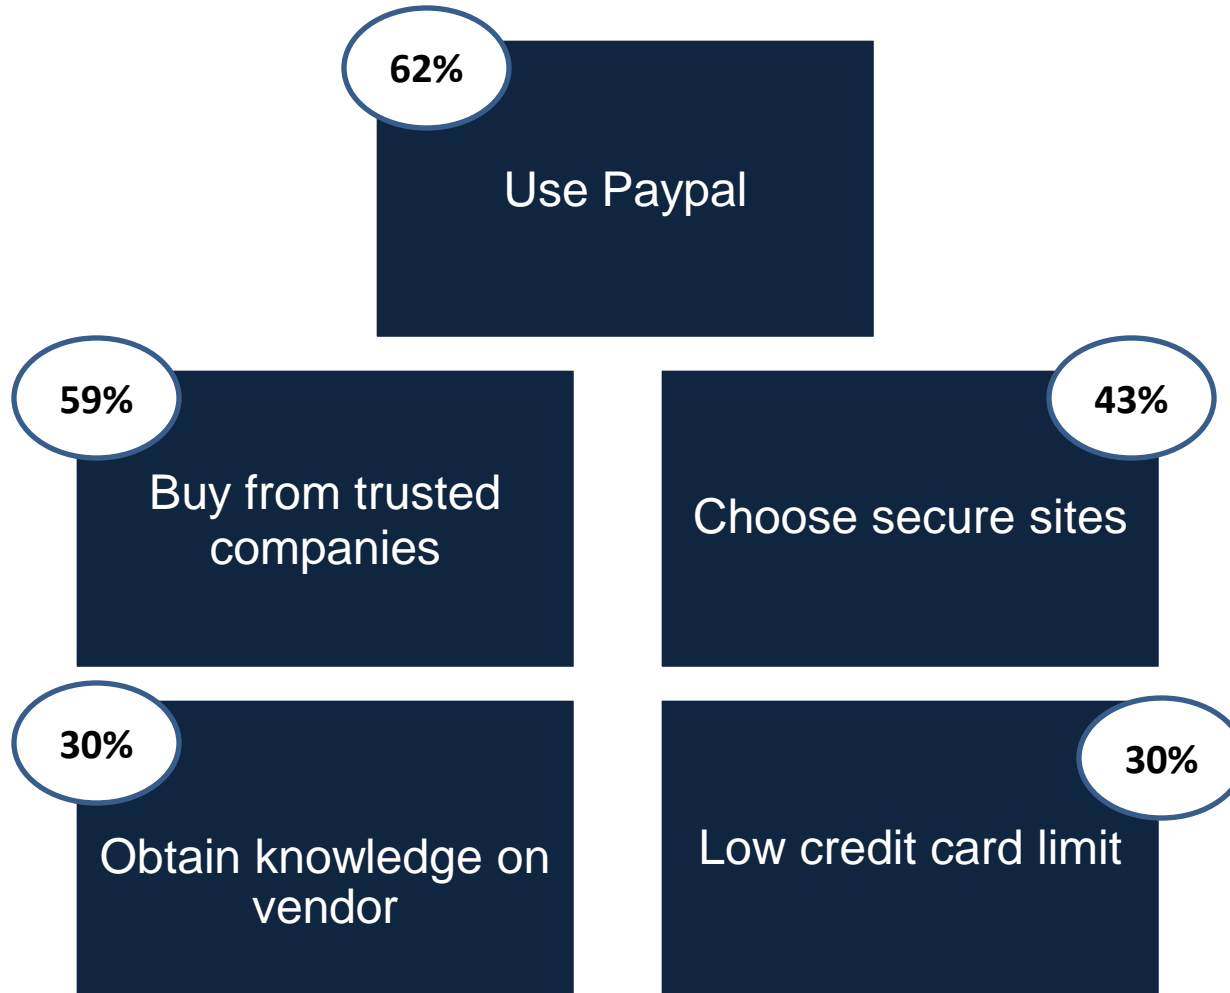 62%
Use Paypal
59%
Buy from trusted
companies
43%
Choose secure sites
30%
Obtain knowledge on
vendor
30%
Low credit card limit